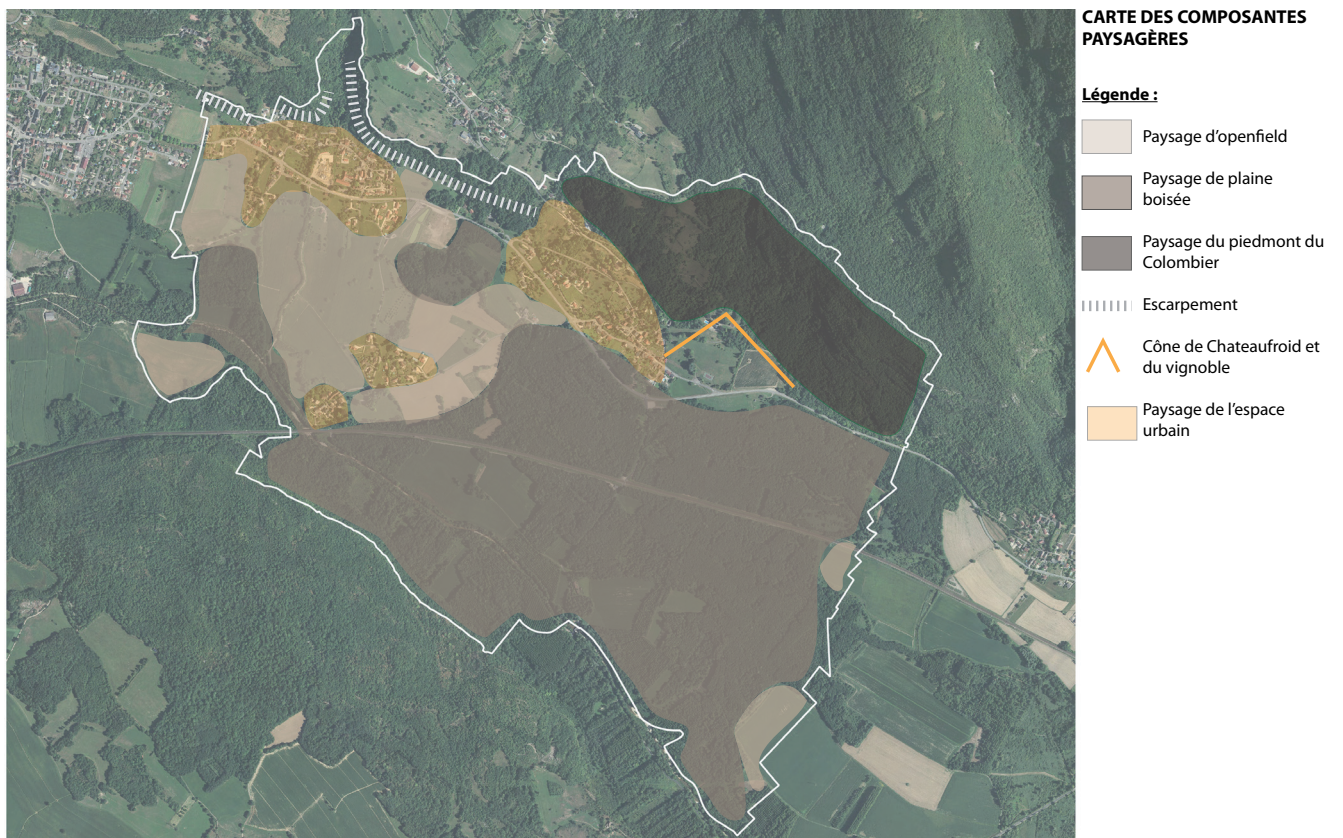 CARTE DES COMPOSANTES
PAYSAGÈRES
Légende :
Paysage d'openfield
Paysage de plaine
boisée
Paysage du piedmont du
Colombier
Escarpement
Cône de Chateaufroid et
du vignoble
Paysage de l'espace
urbain